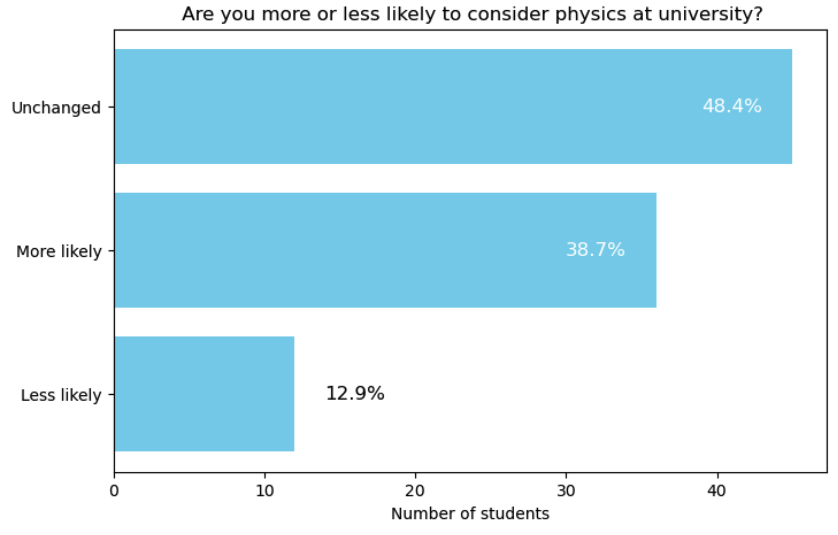 Are you more or less likely to consider physics at university?
Unchanged
48.4%
More likely
38.7%
Less likely
12.9%
0 10 20 30 40
Number of students